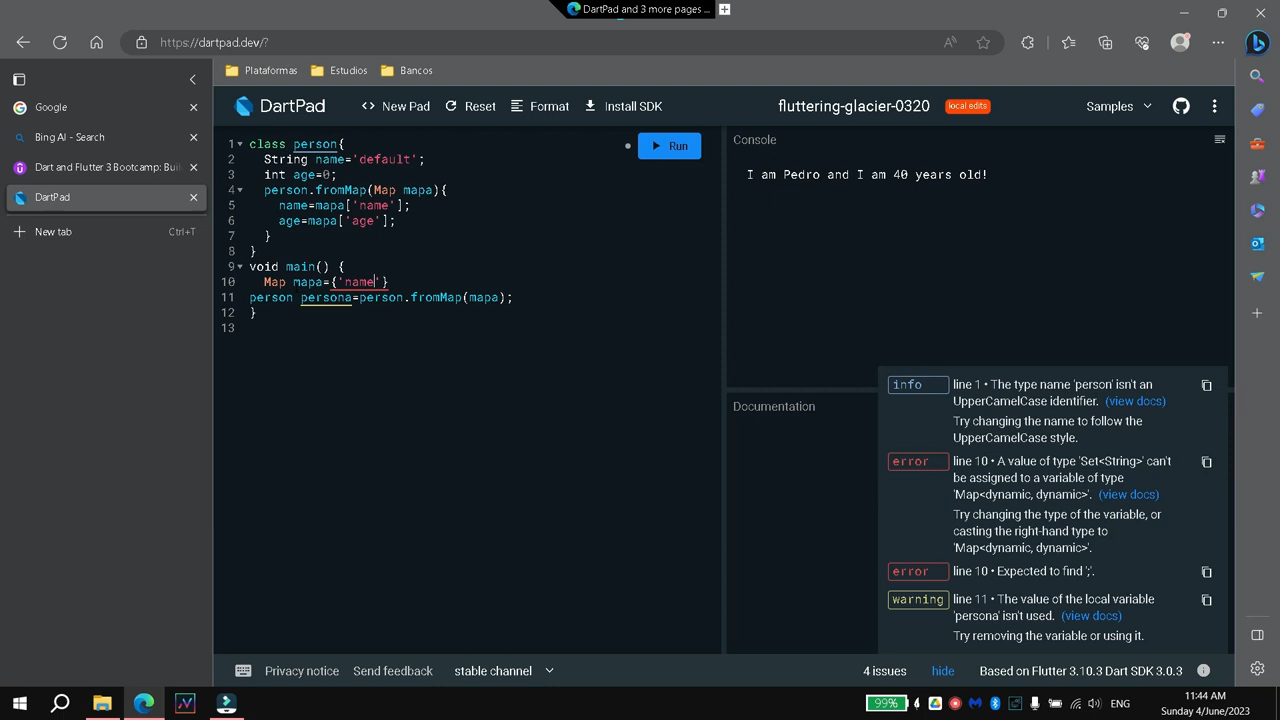 DartPad and 3 more pages ...
https://dartpad.dev/?
Plataformas
Estudios
Bancos
Google
Bing AI - Search
Dart and Flutter 3 Bootcamp: Buil
DartPad
New tab
Ctrl+T
DartPad
New Pad
Reset
Format
Install SDK
fluttering-glacier-0320
local edits
Samples
1 class person{
2 String name='default';
3 int age=0;
4 person.fromMap(Map mapa){
5 name=mapa['name'];
6 age=mapa['age'];
7 }
8 }
9 void main() {
10 Map mapa={'name'}
11 person persona=person.fromMap(mapa);
12 }
13
Run
Console
I am Pedro and I am 40 years old!
Documentation
info line 1 • The type name 'person' isn't an
UpperCamelCase identifier. (view docs)
Try changing the name to follow the
UpperCamelCase style.
error line 10 • A value of type 'Set<String>' can't
be assigned to a variable of type
'Map<dynamic, dynamic>'. (view docs)
Try changing the type of the variable, or
casting the right-hand type to
'Map<dynamic, dynamic>'.
error line 10 • Expected to find ';'.
warning line 11 • The value of the local variable
'persona' isn't used. (view docs)
Try removing the variable or using it.
Privacy notice
Send feedback
stable channel
4 issues
hide
Based on Flutter 3.10.3 Dart SDK 3.0.3
99%
ENG
11:44 AM
Sunday 4/June/2023